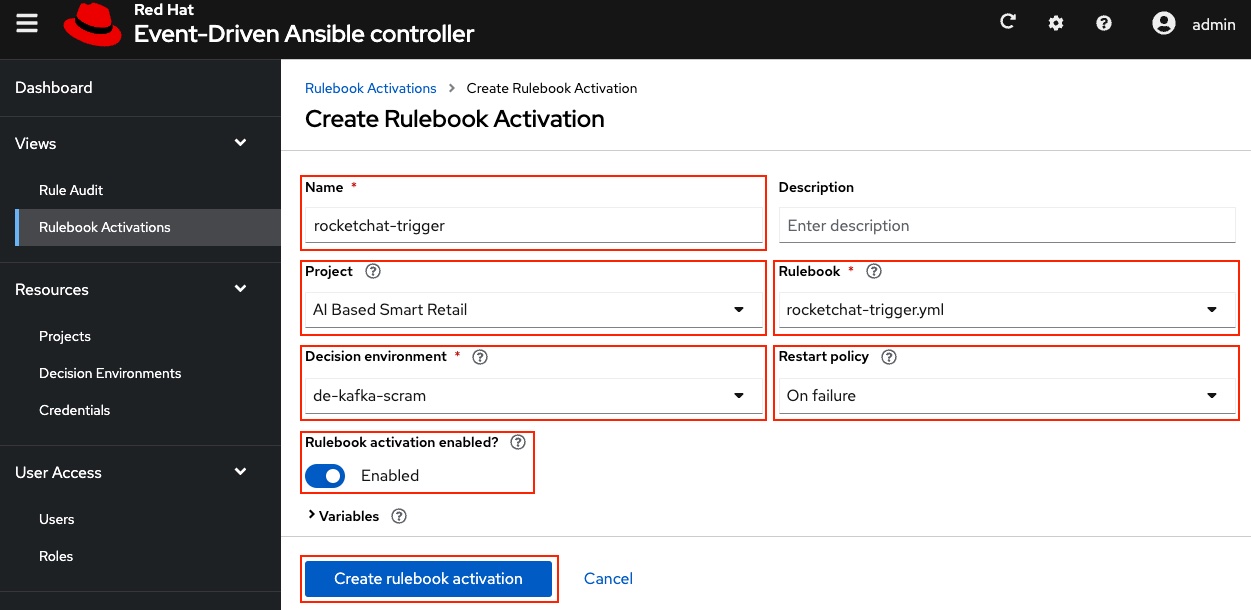 Red Hat
Event-Driven Ansible controller
admin
Dashboard
Views
Rule Audit
Rulebook Activations
Resources
Projects
Decision Environments
Credentials
User Access
Users
Roles
Rulebook Activations > Create Rulebook Activation
Create Rulebook Activation
Name *
rocketchat-trigger
Description
Enter description
Project
AI Based Smart Retail
Rulebook *
rocketchat-trigger.yml
Decision environment *
de-kafka-scram
Restart policy
On failure
Rulebook activation enabled?
Enabled
Variables
Create rulebook activation
Cancel